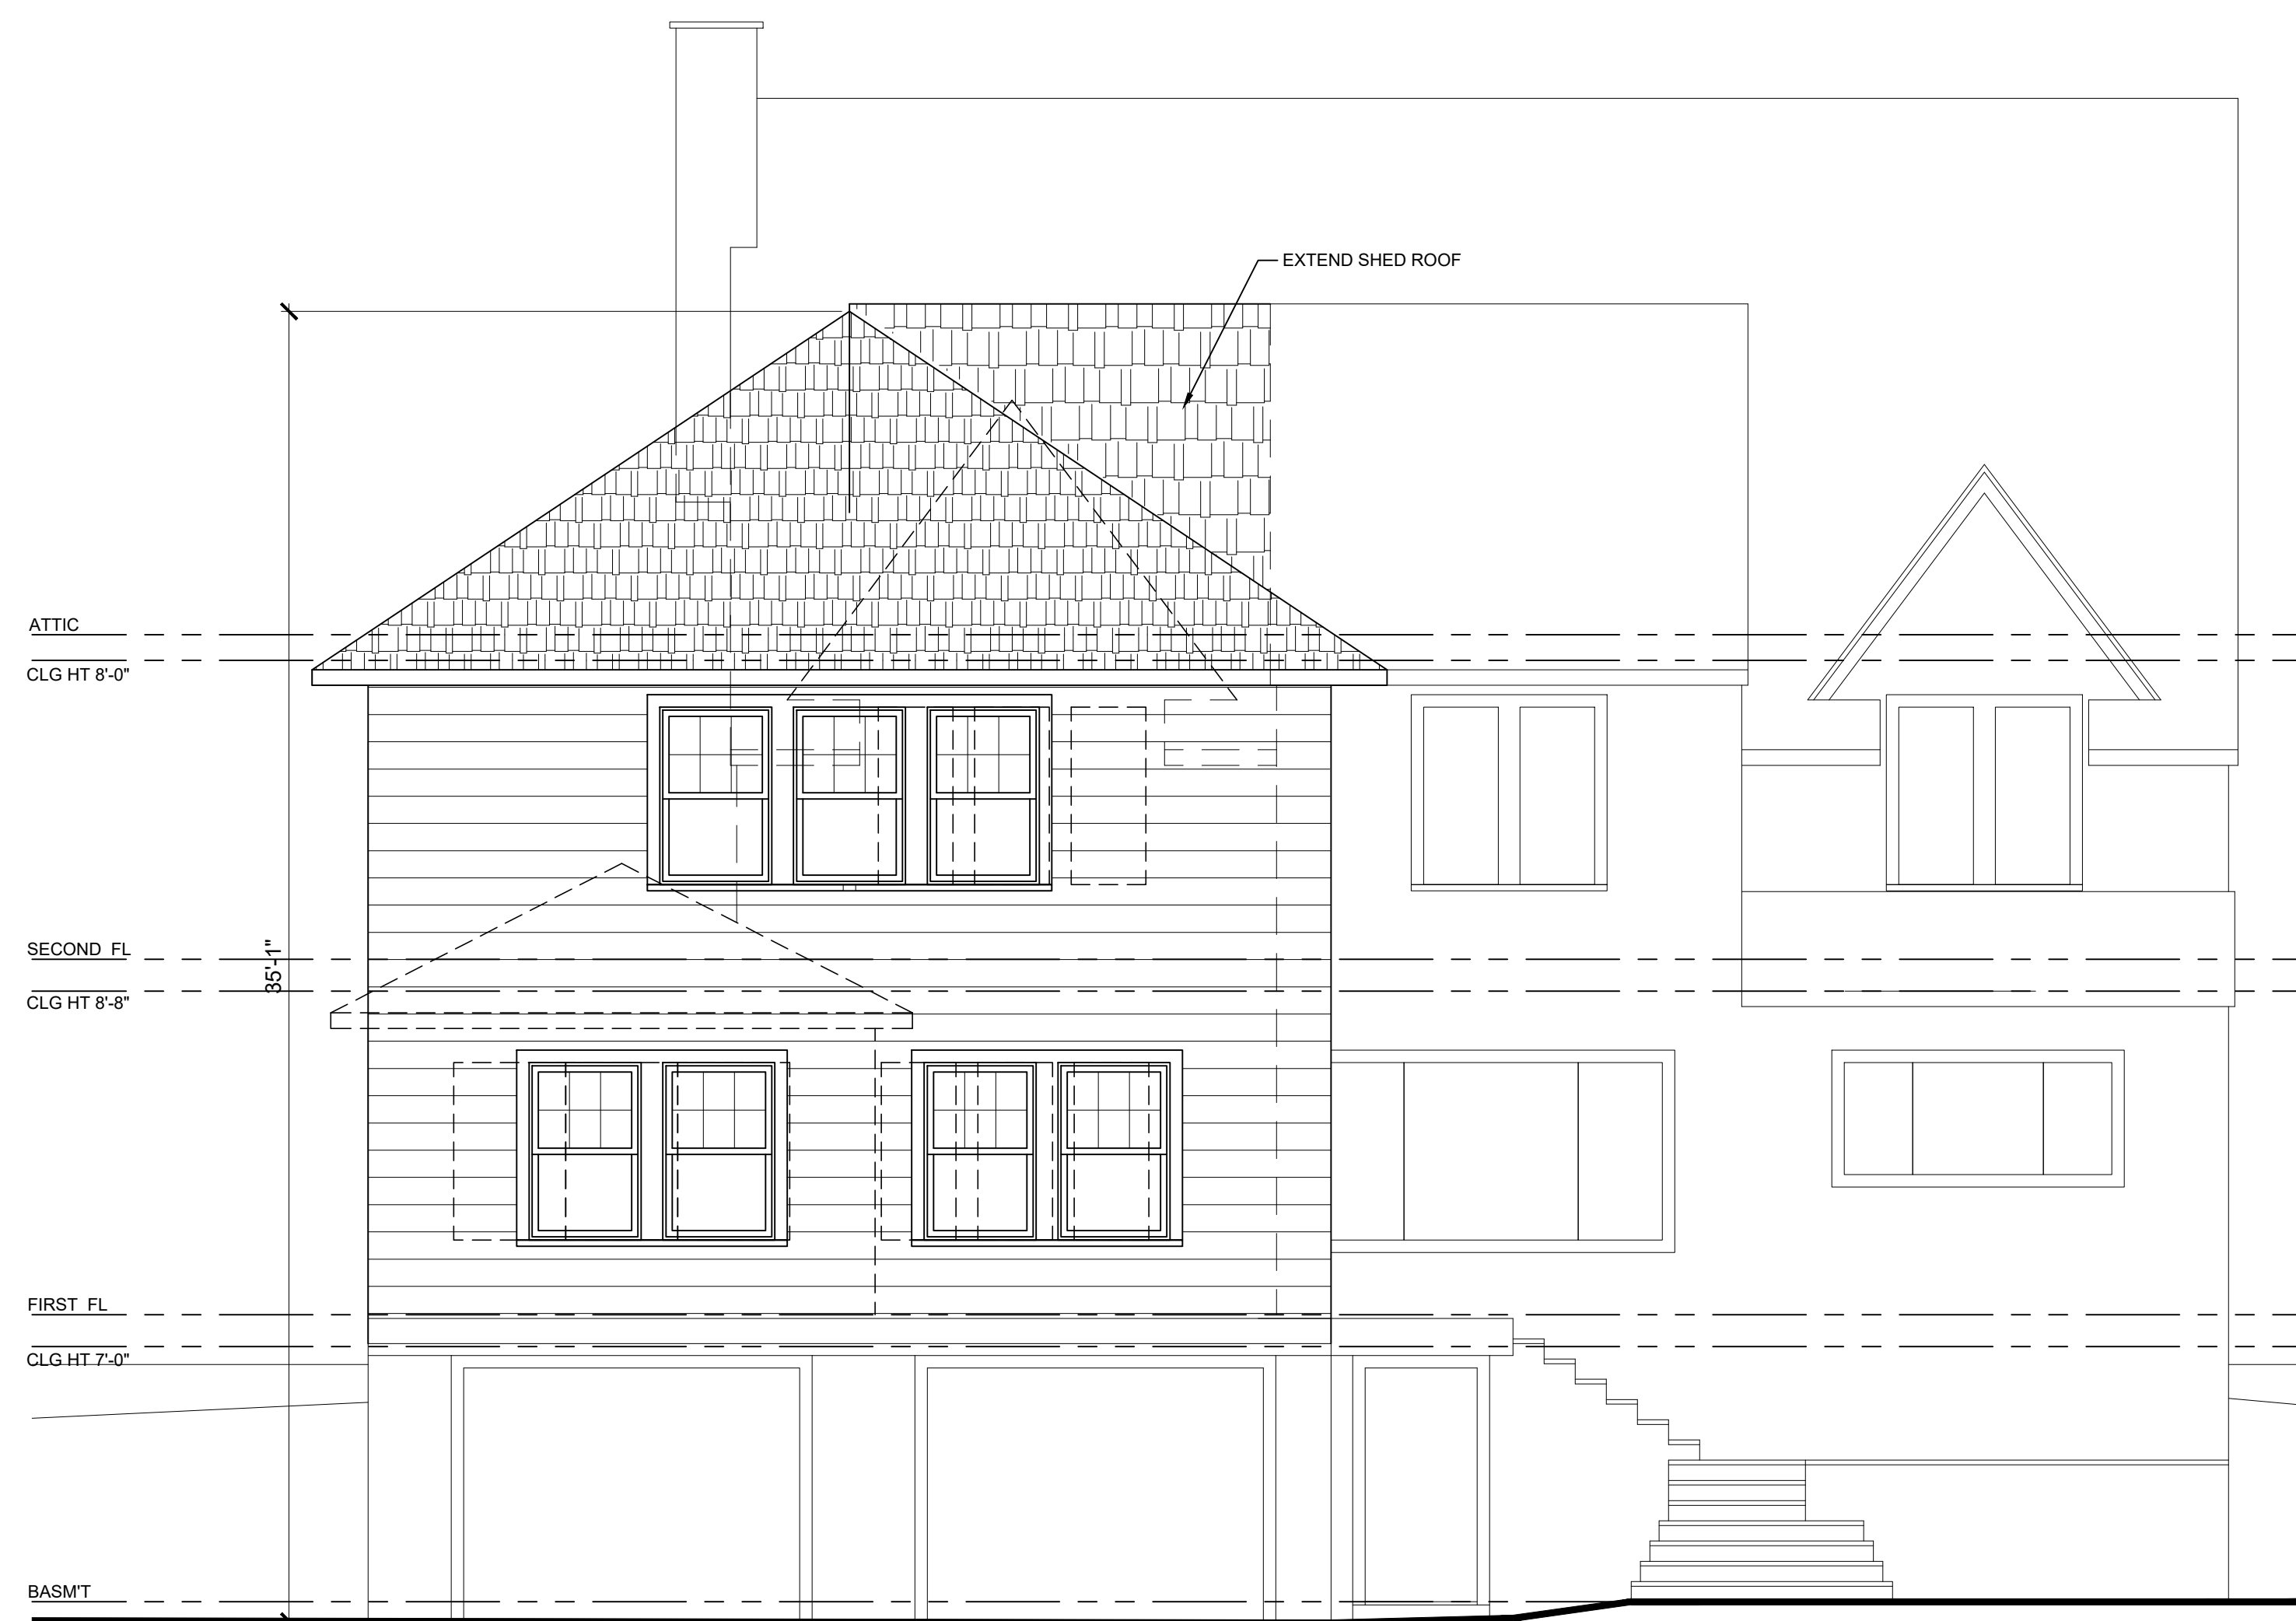 EXTEND SHED ROOF
ATTIC
CLG HT 8'-0"
SECOND FL
35'-1"
CLG HT 8'-8"
FIRST FL
CLG HT 7'-0"
BASM'T